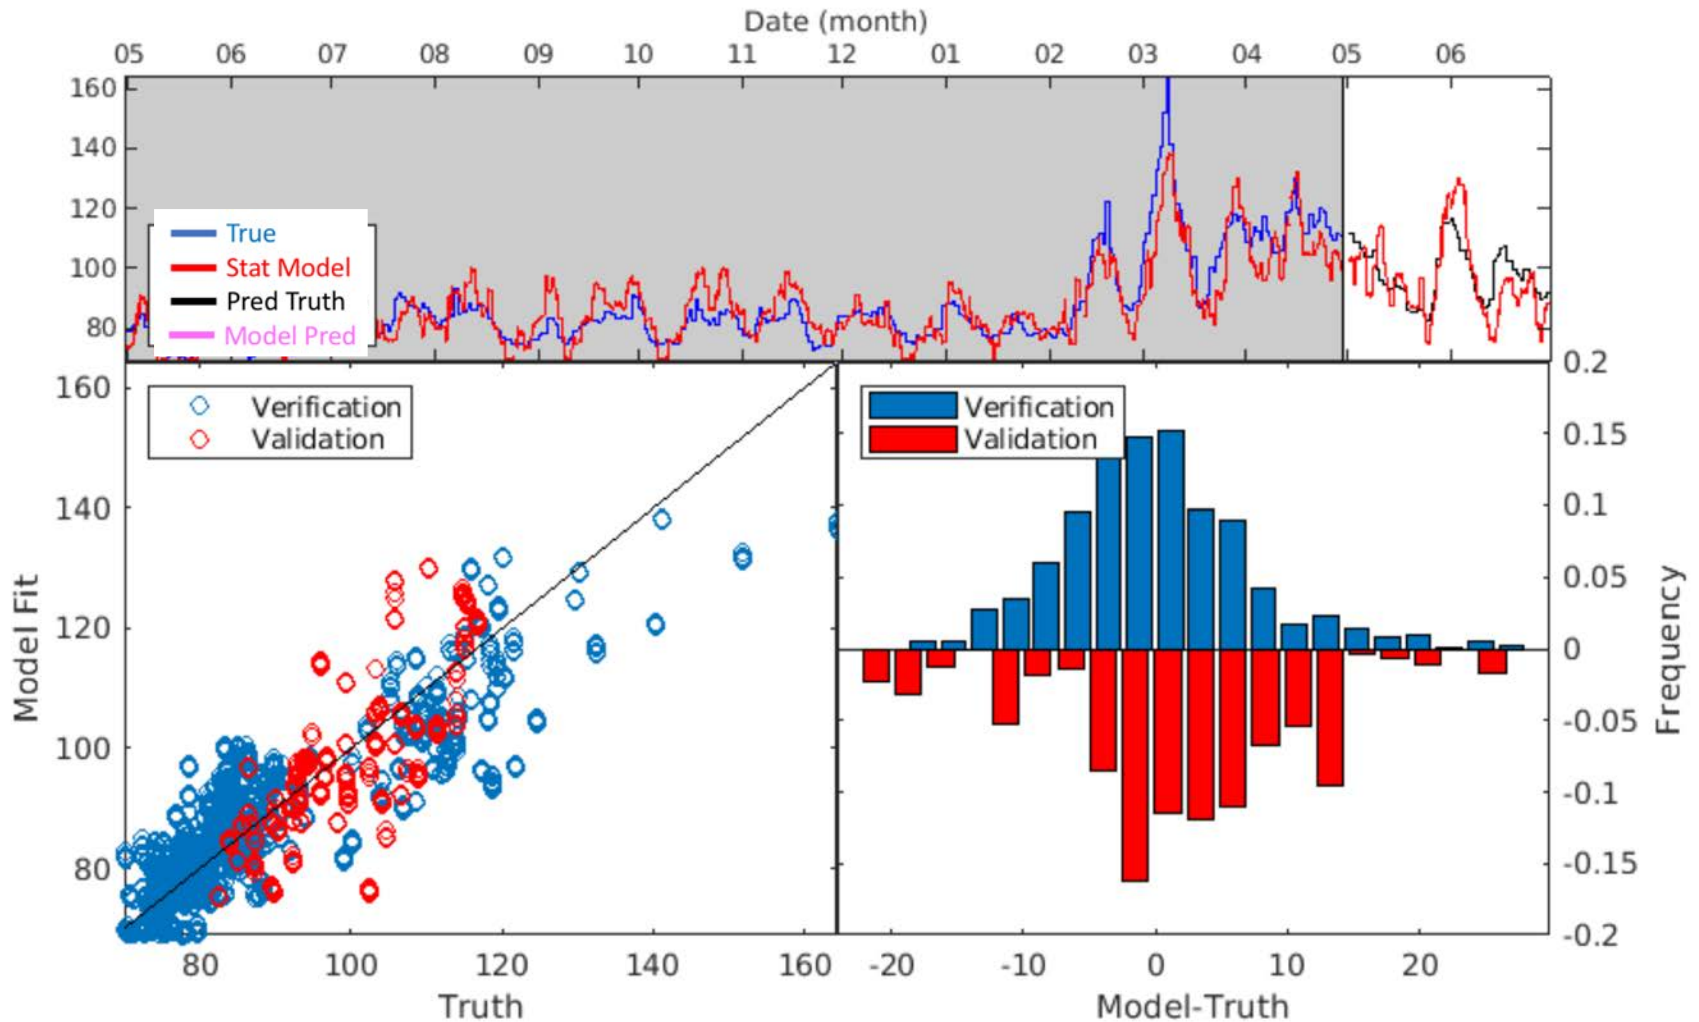 Date (month)
05 06 07 08 09 10 11 12 01 02 03 04 05 06
160
140
120
100
80
True
Stat Model
Pred Truth
Model Pred
160
140
120
100
80
Model Fit
Verification
Validation
80 100 120 140 160
Truth
Verification
Validation
0.2
0.15
0.1
0.05
0
-0.05
-0.1
-0.15
-0.2
Frequency
-20 -10 0 10 20
Model-Truth